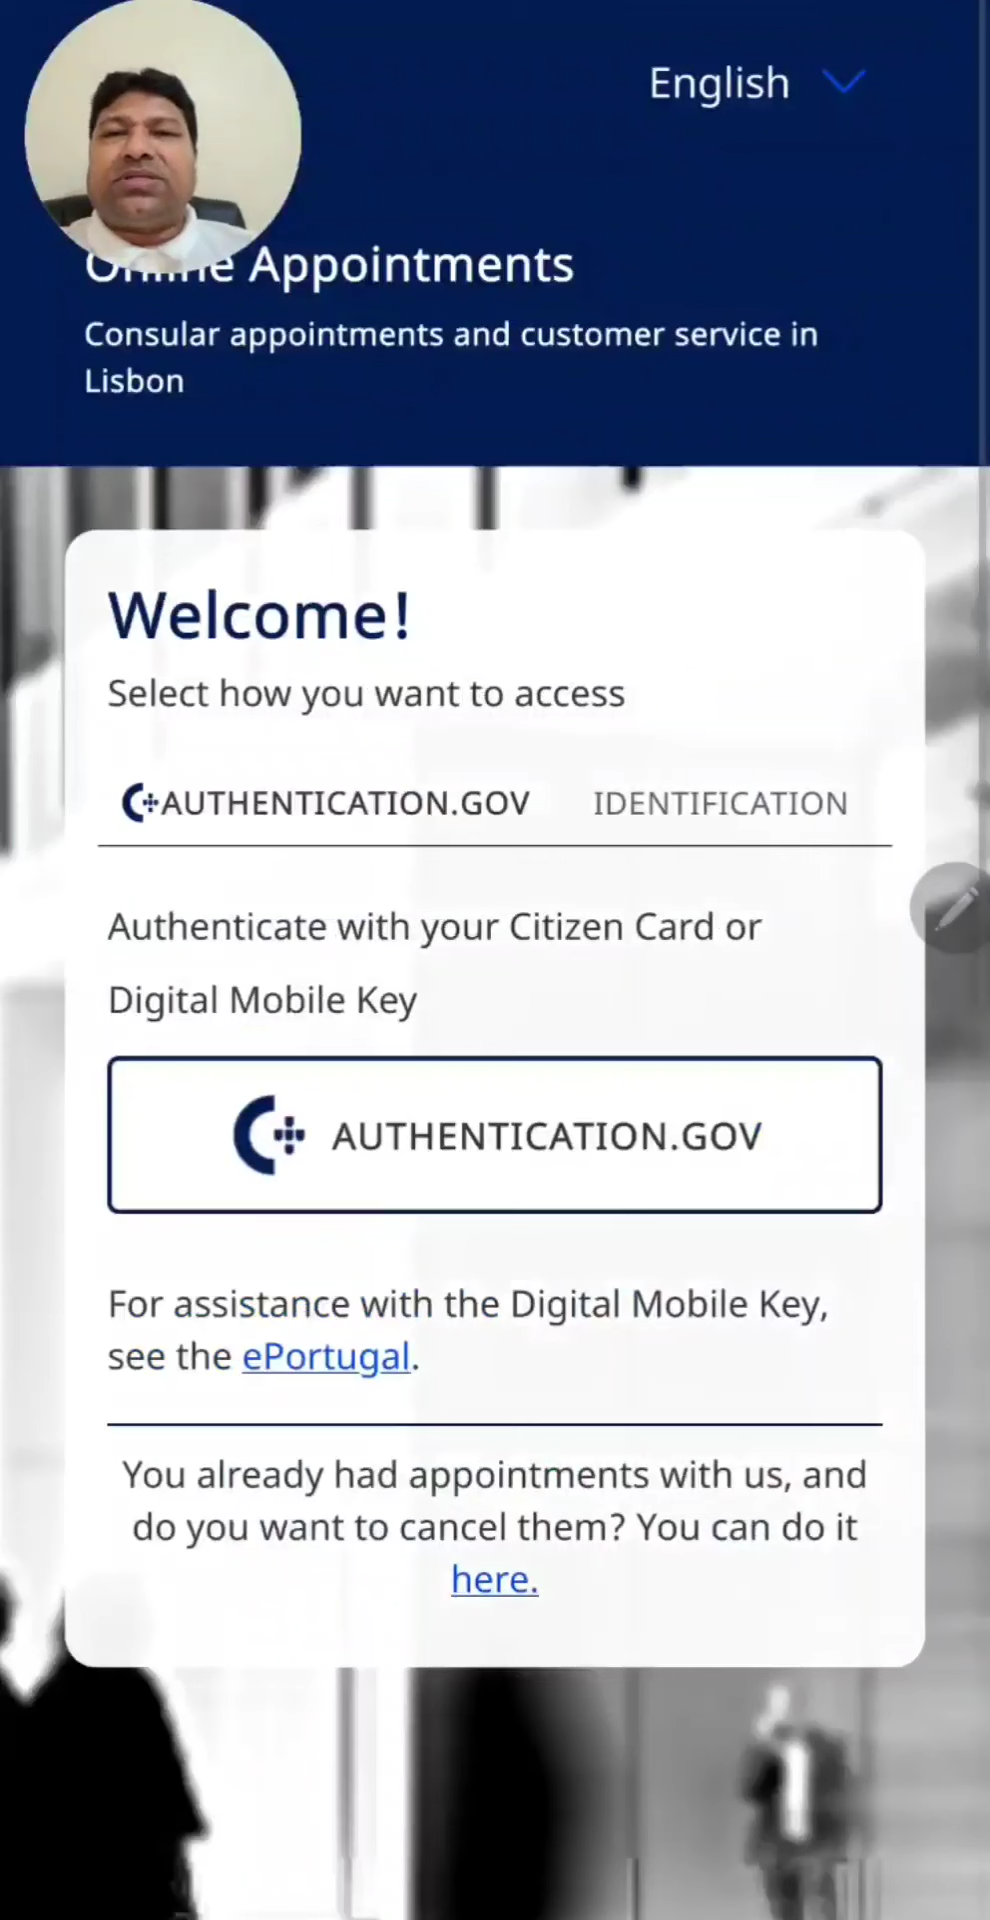 English
Online Appointments
Consular appointments and customer service in
Lisbon
Welcome!
Select how you want to access
AUTHENTICATION.GOV IDENTIFICATION
Authenticate with your Citizen Card or
Digital Mobile Key
AUTHENTICATION.GOV
For assistance with the Digital Mobile Key,
see the ePortugal.
You already had appointments with us, and
do you want to cancel them? You can do it
here.